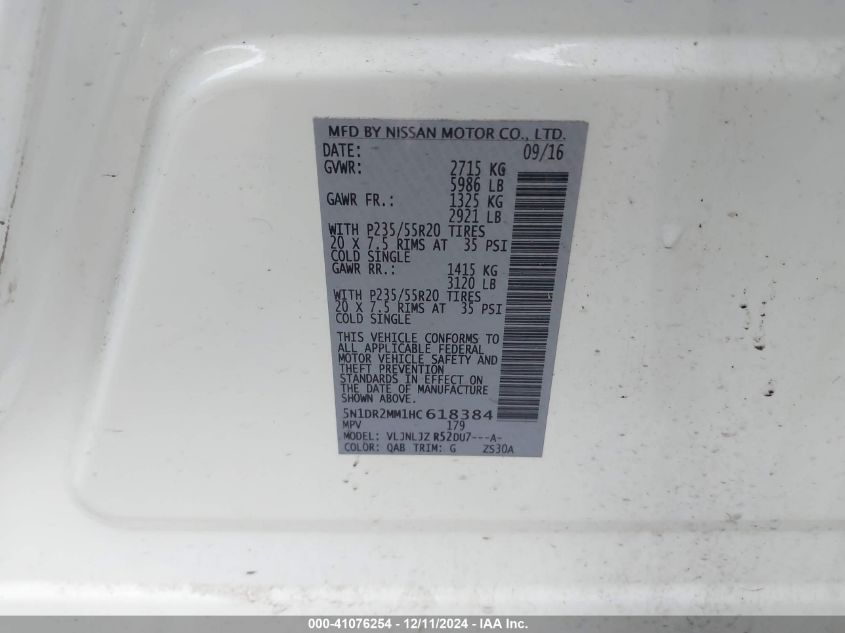 MFD BY NISSAN MOTOR CO., LTD.
DATE: 09/16
GVWR: 2715 KG
5986 LB
GAWR FR.: 1325 KG
2921 LB
WITH P235/55R20 TIRES
20 X 7.5 RIMS AT 35 PSI
COLD SINGLE
GAWR RR.: 1415 KG
3120 LB
WITH P235/55R20 TIRES
20 X 7.5 RIMS AT 35 PSI
COLD SINGLE
THIS VEHICLE CONFORMS TO
ALL APPLICABLE FEDERAL
MOTOR VEHICLE SAFETY AND
THEFT PREVENTION
STANDARDS IN EFFECT ON
THE DATE OF MANUFACTURE
SHOWN ABOVE.
5N1DR2MM1HC618384
MPV 179
MODEL: VLJNLJZ R52DU7---A-
COLOR: QAB TRIM: G ZS30A
000-41076254 - 12/11/2024 - IAA Inc.